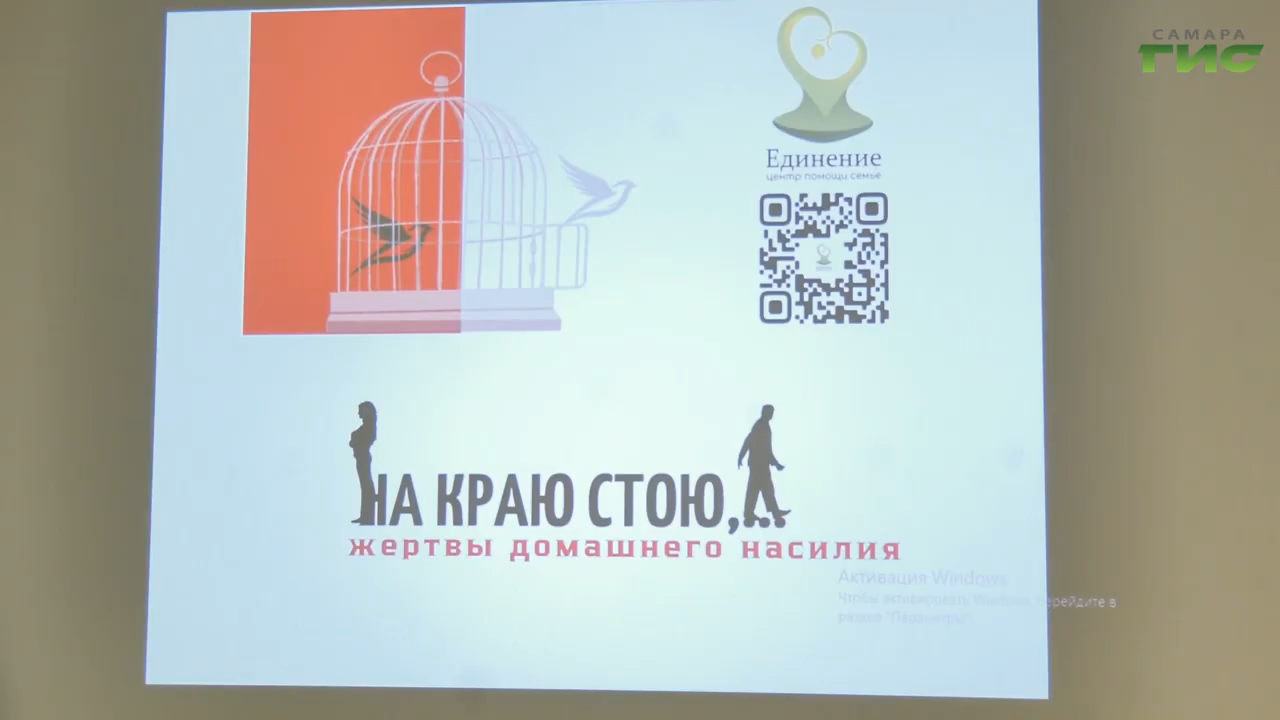 САМАРА
ГИС
Единение
центр помощи семье
НА КРАЮ СТОЮ,...
жертвы домашнего насилия
Активация Windows
Чтобы активировать Windows, перейдите в
раздел "Параметры".